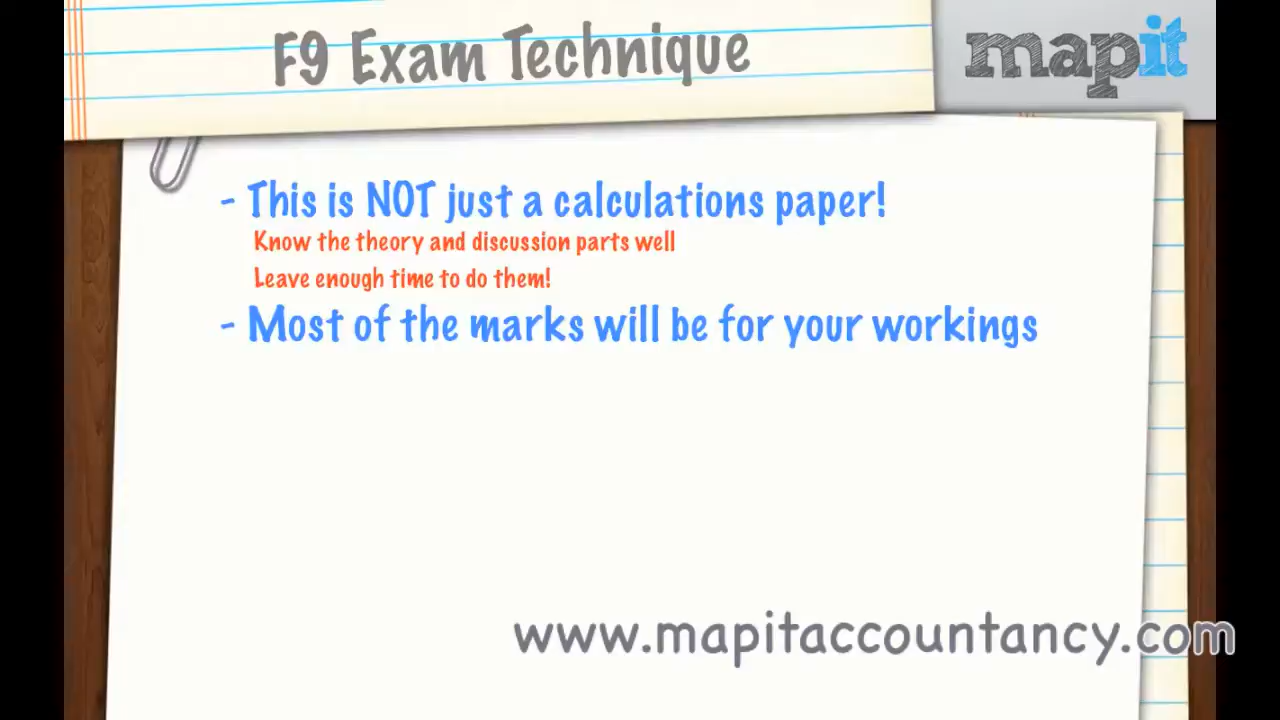 F9 Exam Technique
mapit
- This is NOT just a calculations paper!
Know the theory and discussion parts well
Leave enough time to do them!
- Most of the marks will be for your workings
www.mapitaccountancy.com